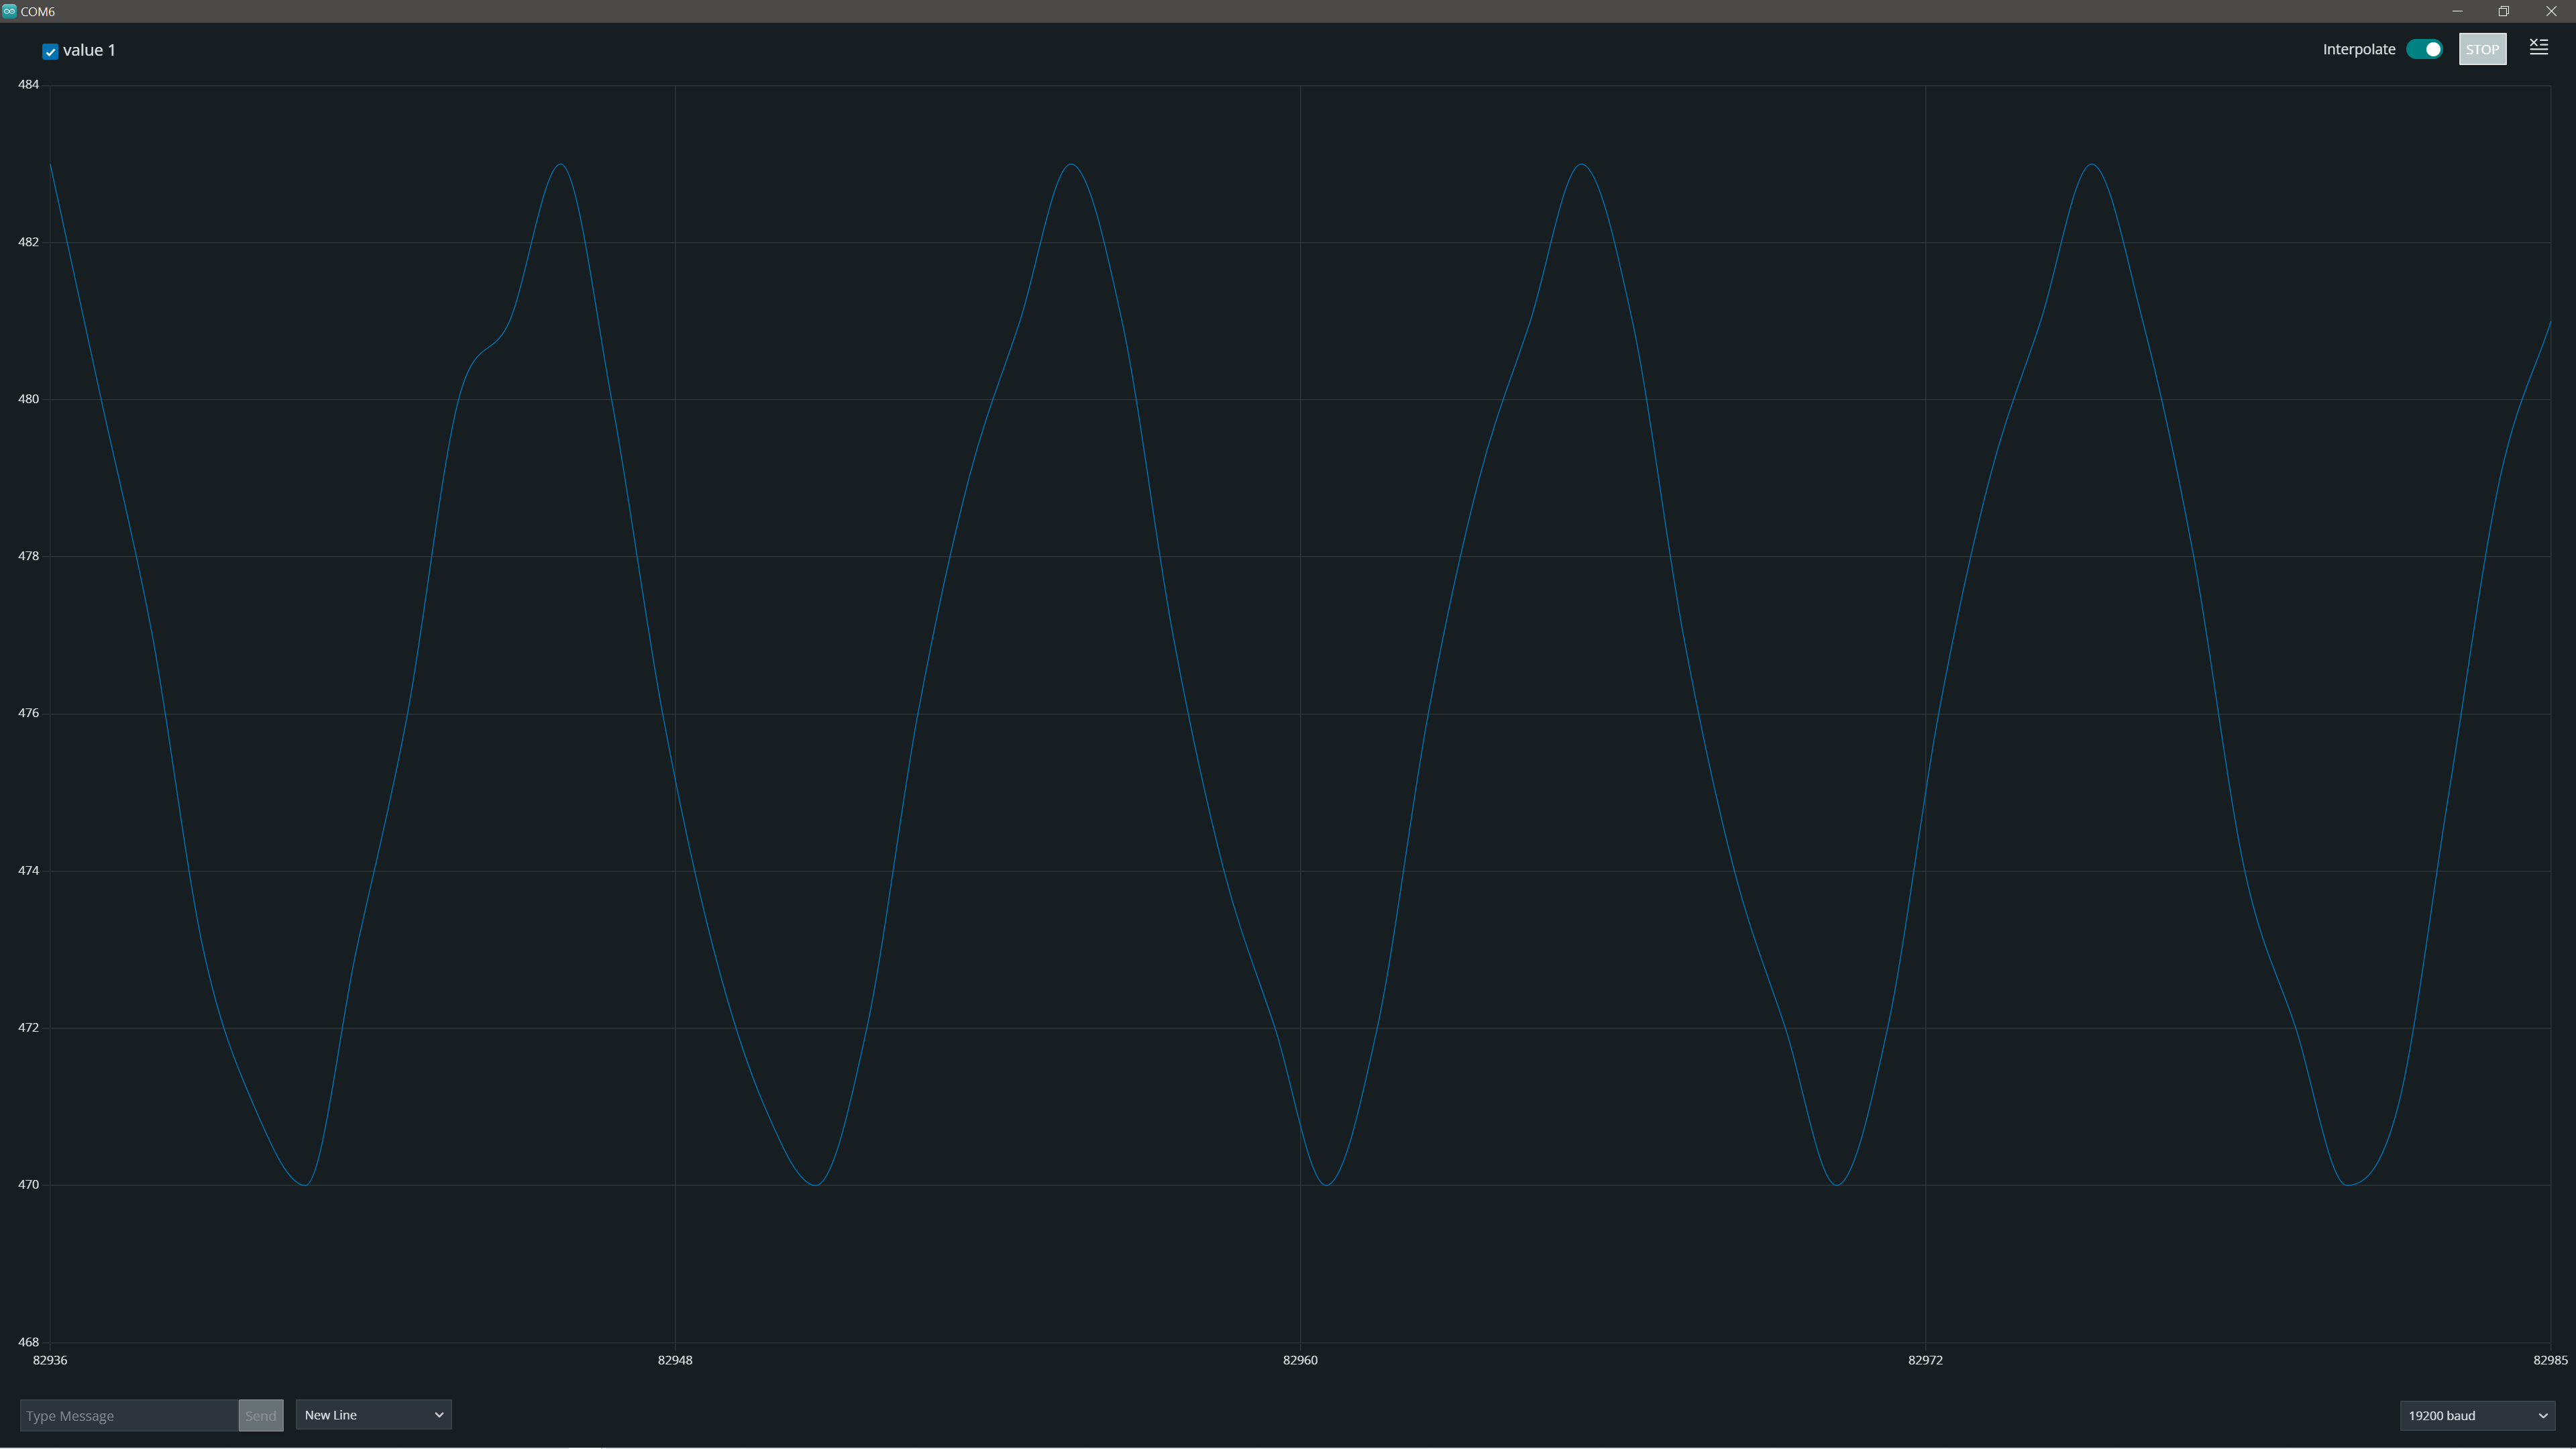 COM6
value 1
Interpolate
STOP
484
482
480
478
476
474
472
470
468
82936
82948
82960
82972
82985
Type Message
Send
New Line
19200 baud